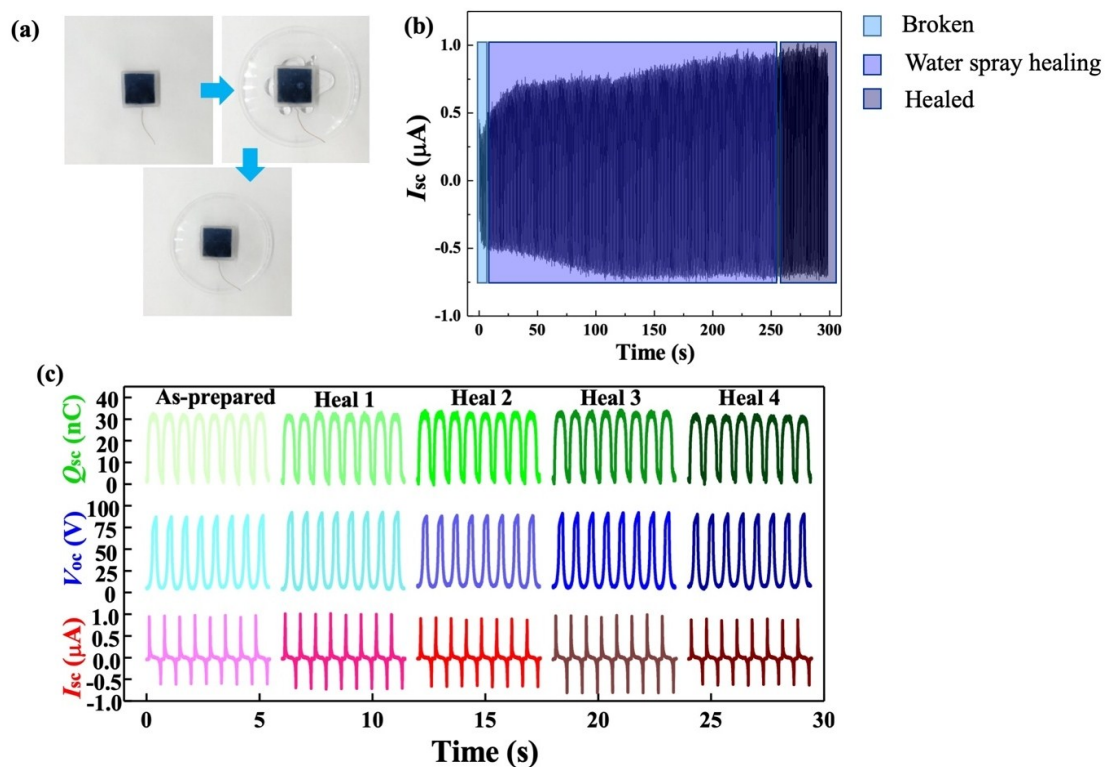 (a)
(b)
Isc (μA)
1.0
0.5
0.0
-0.5
-1.0
0 50 100 150 200 250 300
Time (s)
Broken
Water spray healing
Healed
(c)
As-prepared Heal 1 Heal 2 Heal 3 Heal 4
Qsc (nC)
40
30
20
10
0
Voc (V)
100
75
50
25
0
Isc (μA)
1.0
0.5
0.0
-0.5
-1.0
0 5 10 15 20 25 30
Time (s)